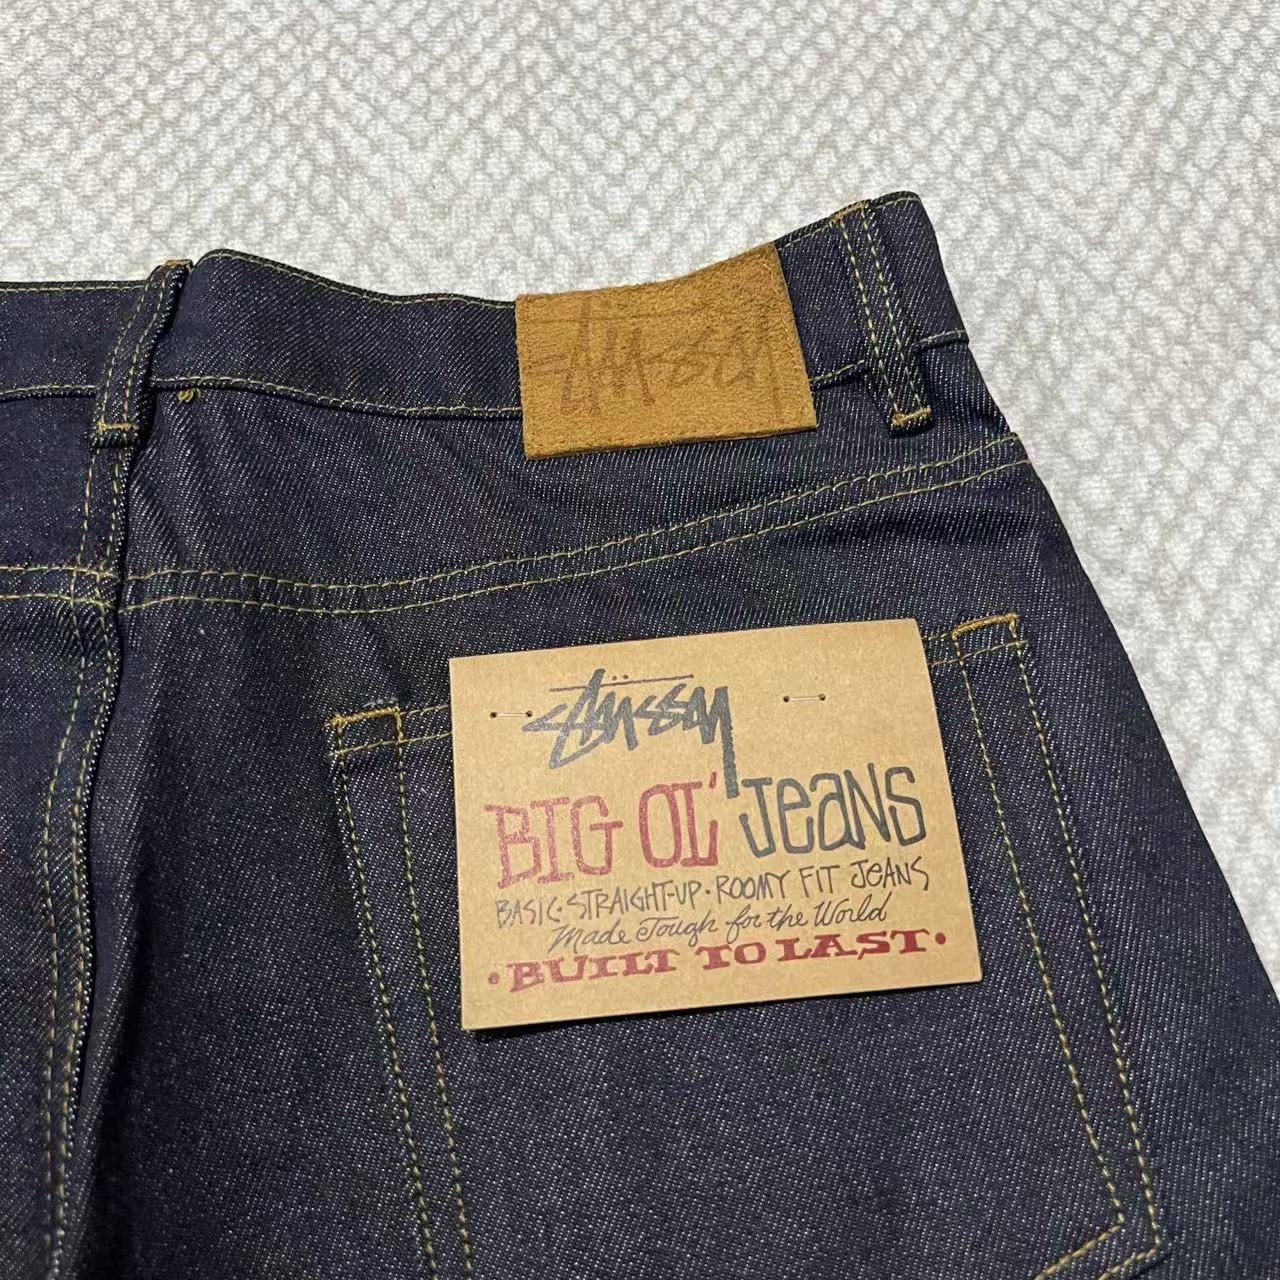 Stüssy
Stüssy
BIG OL' JEANS
BASIC·STRAIGHT-UP·ROOMY FIT JEANS
Made Tough for the World
·BUILT TO LAST·